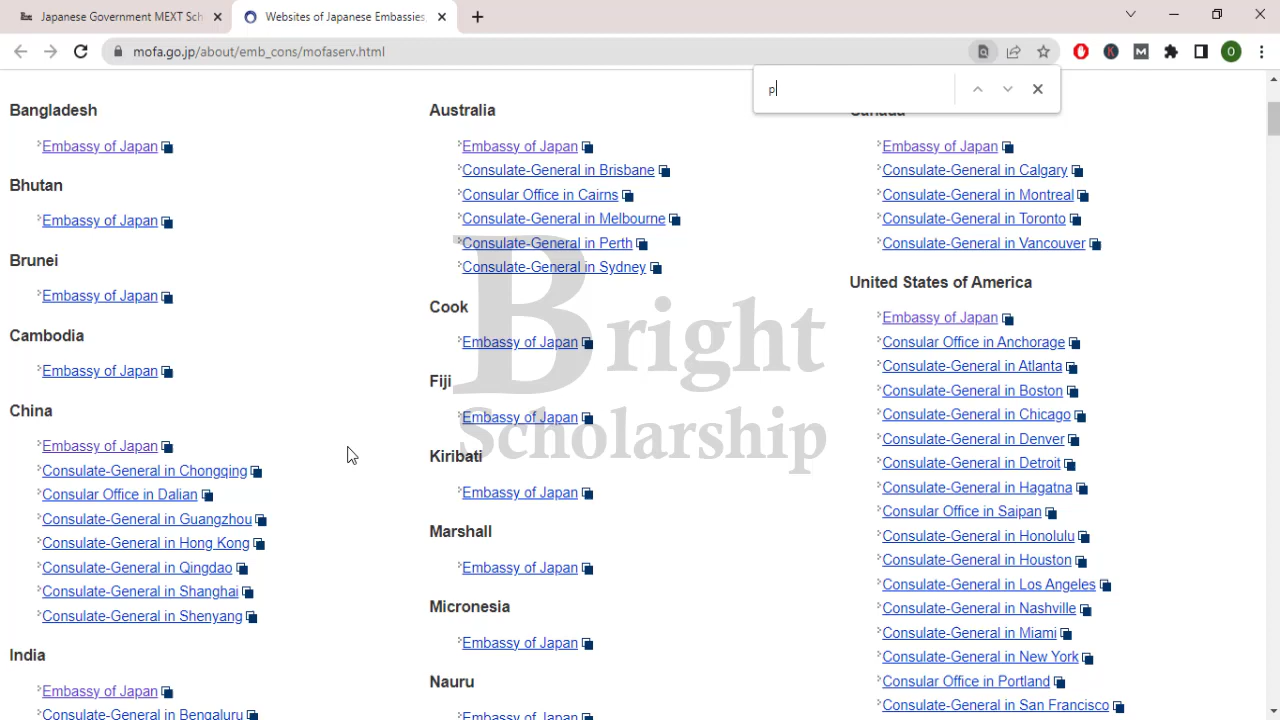 Japanese Government MEXT Sch
Websites of Japanese Embassies,
mofa.go.jp/about/emb_cons/mofaserv.html
O
p
Bangladesh
Embassy of Japan
Bhutan
Embassy of Japan
Brunei
Embassy of Japan
Cambodia
Embassy of Japan
China
Embassy of Japan
Consulate-General in Chongqing
Consular Office in Dalian
Consulate-General in Guangzhou
Consulate-General in Hong Kong
Consulate-General in Qingdao
Consulate-General in Shanghai
Consulate-General in Shenyang
India
Embassy of Japan
Consulate-General in Bengaluru
Australia
Embassy of Japan
Consulate-General in Brisbane
Consular Office in Cairns
Consulate-General in Melbourne
Consulate-General in Perth
Consulate-General in Sydney
Cook
Embassy of Japan
Fiji
Embassy of Japan
Kiribati
Embassy of Japan
Marshall
Embassy of Japan
Micronesia
Embassy of Japan
Nauru
Embassy of Japan
Canada
Embassy of Japan
Consulate-General in Calgary
Consulate-General in Montreal
Consulate-General in Toronto
Consulate-General in Vancouver
United States of America
Embassy of Japan
Consular Office in Anchorage
Consulate-General in Atlanta
Consulate-General in Boston
Consulate-General in Chicago
Consulate-General in Denver
Consulate-General in Detroit
Consulate-General in Hagatna
Consular Office in Saipan
Consulate-General in Honolulu
Consulate-General in Houston
Consulate-General in Los Angeles
Consulate-General in Nashville
Consulate-General in Miami
Consulate-General in New York
Consular Office in Portland
Consulate-General in San Francisco
Bright
Scholarship